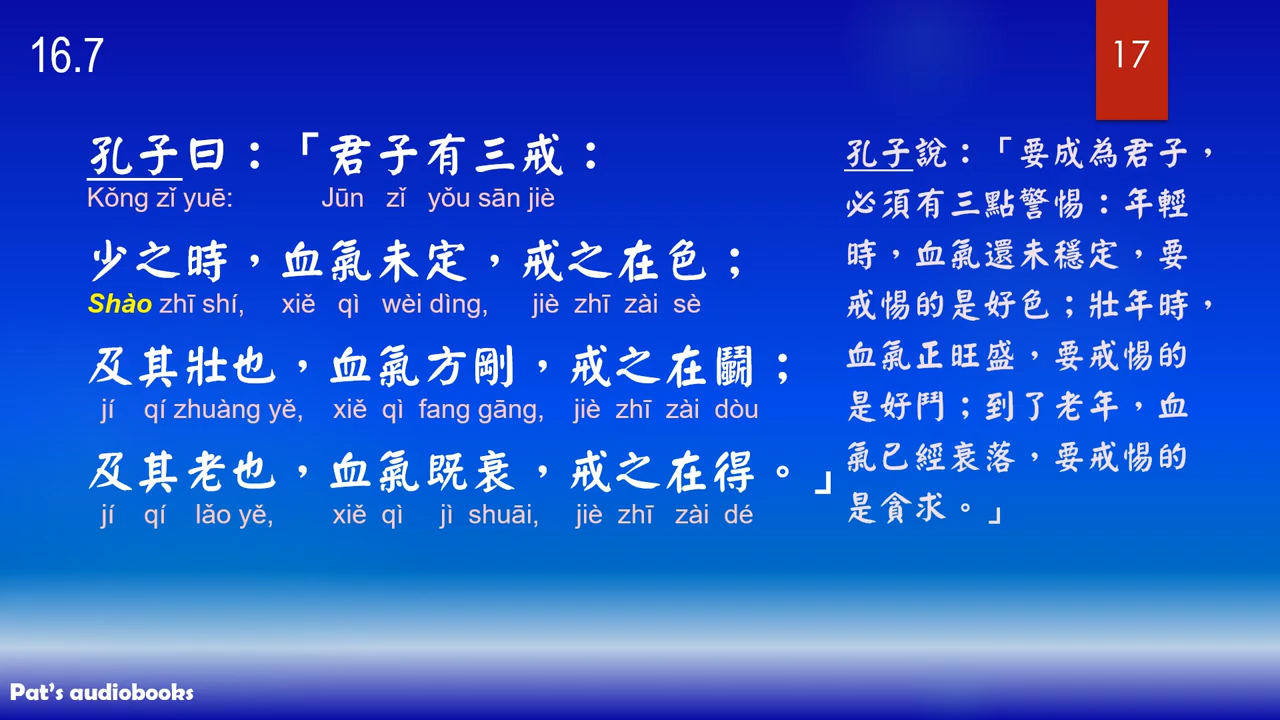 16.7
17
孔子曰：「君子有三戒：
Kǒng zǐ yuē: Jūn zǐ yǒu sān jiè
少之時，血氣未定，戒之在色；
Shào zhī shí, xiě qì wèi dìng, jiè zhī zài sè
及其壯也，血氣方剛，戒之在鬭；
jí qí zhuàng yě, xiě qì fang gāng, jiè zhī zài dòu
及其老也，血氣既衰，戒之在得。」
jí qí lǎo yě, xiě qì jì shuāi, jiè zhī zài dé
孔子說：「要成為君子，
必須有三點警惕：年輕
時，血氣還未穩定，要
戒惕的是好色；壯年時，
血氣正旺盛，要戒惕的
是好鬥；到了老年，血
氣已經衰落，要戒惕的
是貪求。」
Pat's audiobooks